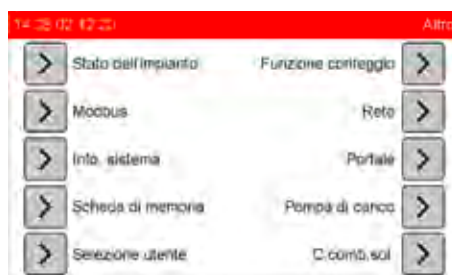 Altro
Stato dell'impianto Funzione conteggio
Modbus Rete
Info. sistema Portale
Scheda di memoria Pompa di carico
Selezione utente C.comb.sol